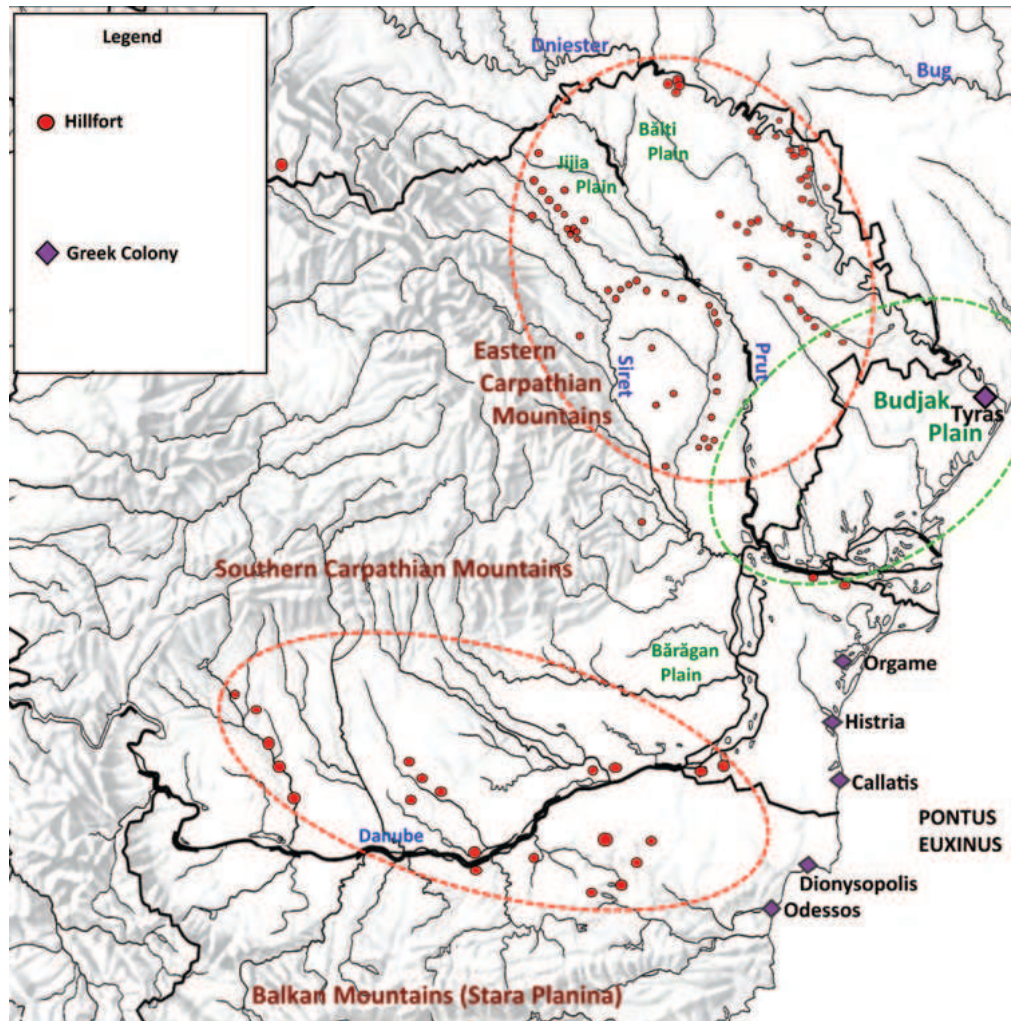 Legend
Hillfort
Greek Colony
Dniester
Bug
Bălti
Plain
Jijia
Plain
Eastern
Carpathian
Mountains
Siret
Prut
Budjak
Tyras
Plain
Southern Carpathian Mountains
Bărăgan
Plain
Orgame
Histria
Callatis
PONTUS
EUXINUS
Danube
Dionysopolis
Odessos
Balkan Mountains (Stara Planina)